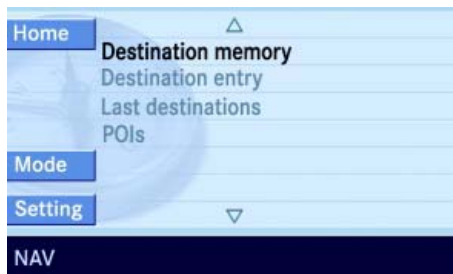 Home
Destination memory
Destination entry
Last destinations
POIs
Mode
Setting
NAV